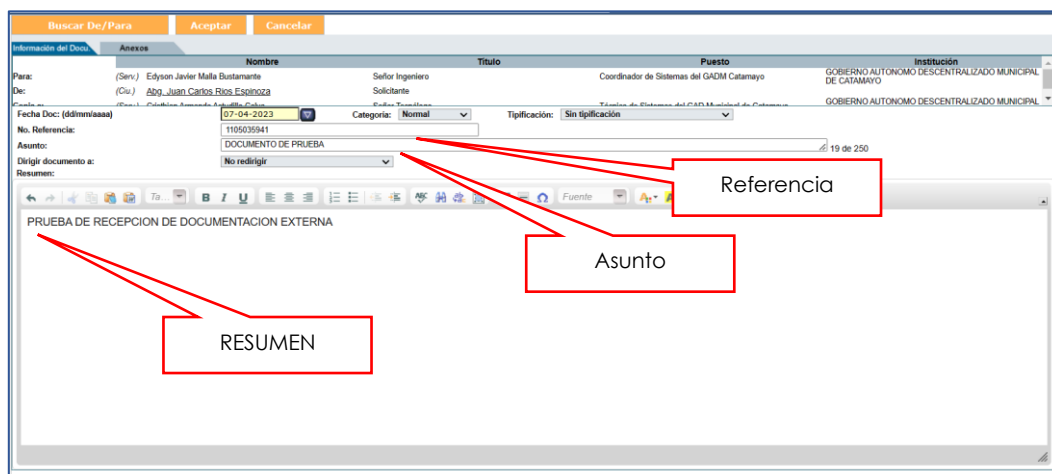 Buscar De/Para Aceptar Cancelar
Información del Docu. Anexos
Nombre Título Puesto Institución
Para: (Serv.) Edyson Javier Malla Bustamante Señor Ingeniero Coordinador de Sistemas del GADM Catamayo GOBIERNO AUTONOMO DESCENTRALIZADO MUNICIPAL DE CATAMAYO
De: (Ciu.) Abg. Juan Carlos Rios Espinoza Solicitante
GOBIERNO AUTONOMO DESCENTRALIZADO MUNICIPAL
Fecha Doc: (dd/mm/aaaa) 07-04-2023 Categoría: Normal Tipificación: Sin tipificación
No. Referencia: 1105035941
Asunto: DOCUMENTO DE PRUEBA 19 de 250
Dirigir documento a: No redirigir
Resumen:
Referencia
Ta... B I U ABC Ω Fuente A
PRUEBA DE RECEPCION DE DOCUMENTACION EXTERNA
Asunto
RESUMEN